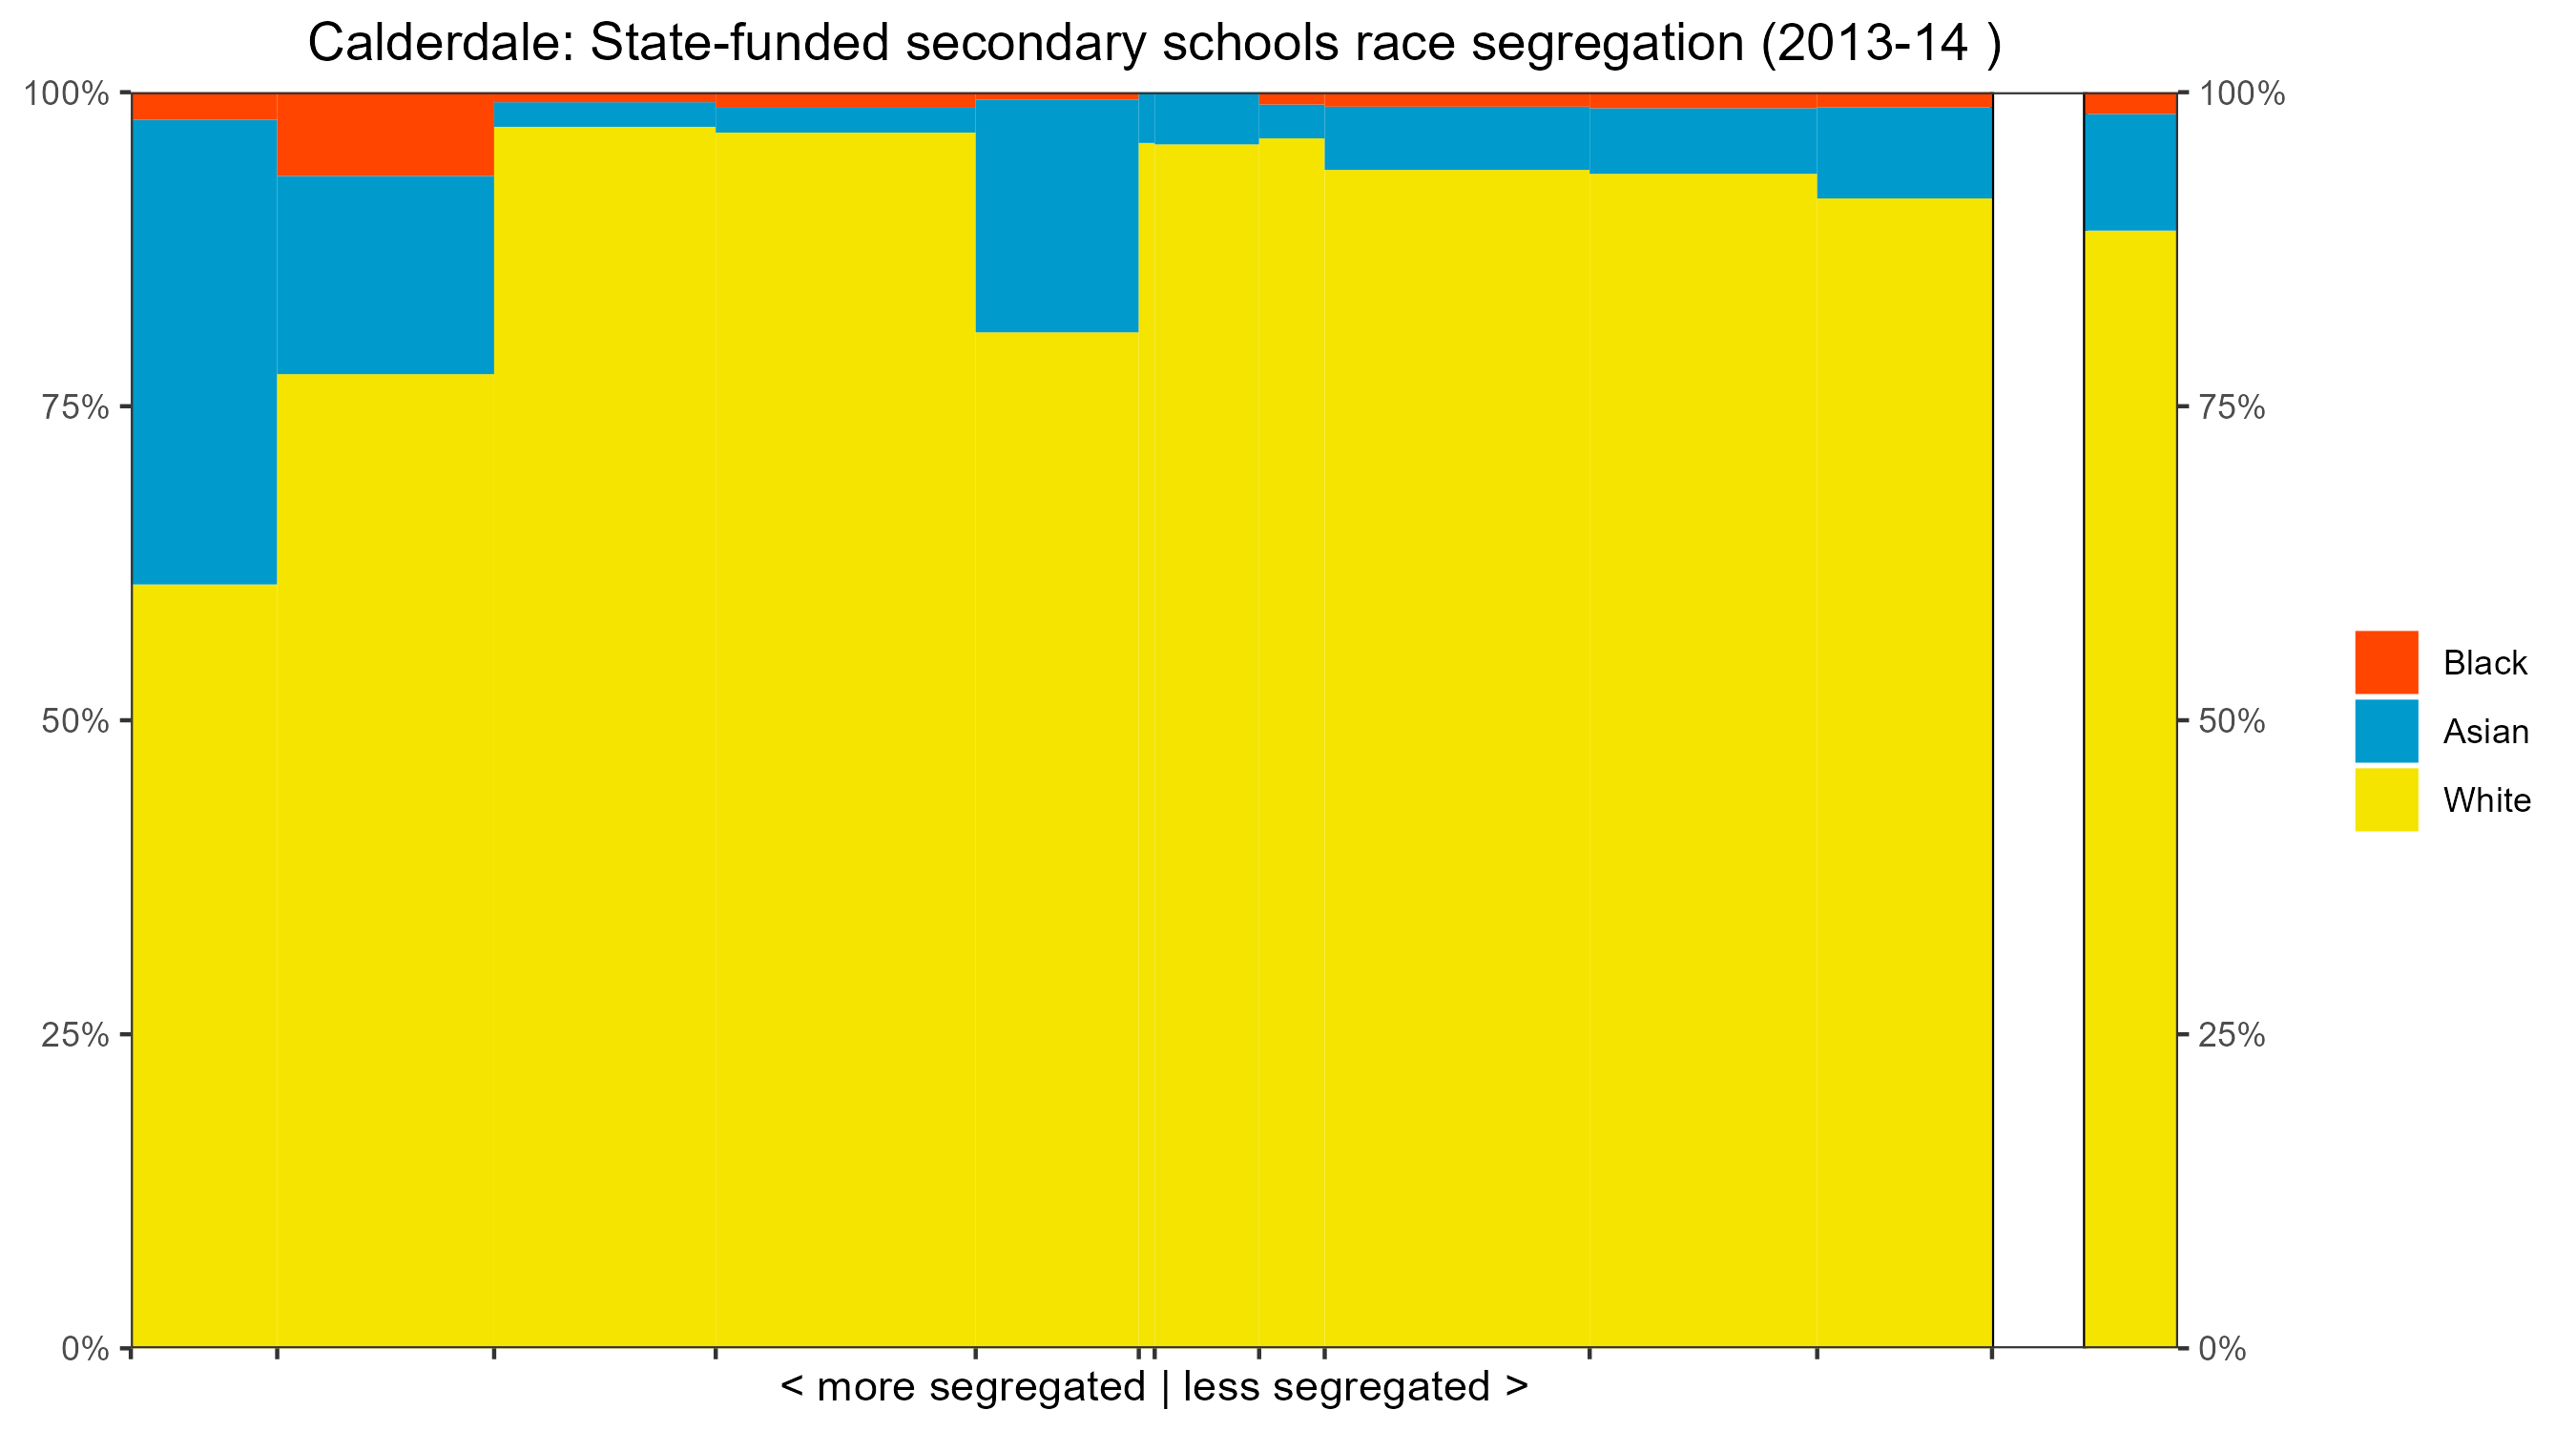 Calderdale: State-funded secondary schools race segregation (2013-14 )
100%
75%
50%
25%
0%
100%
75%
50%
25%
0%
Black
Asian
White
< more segregated | less segregated >